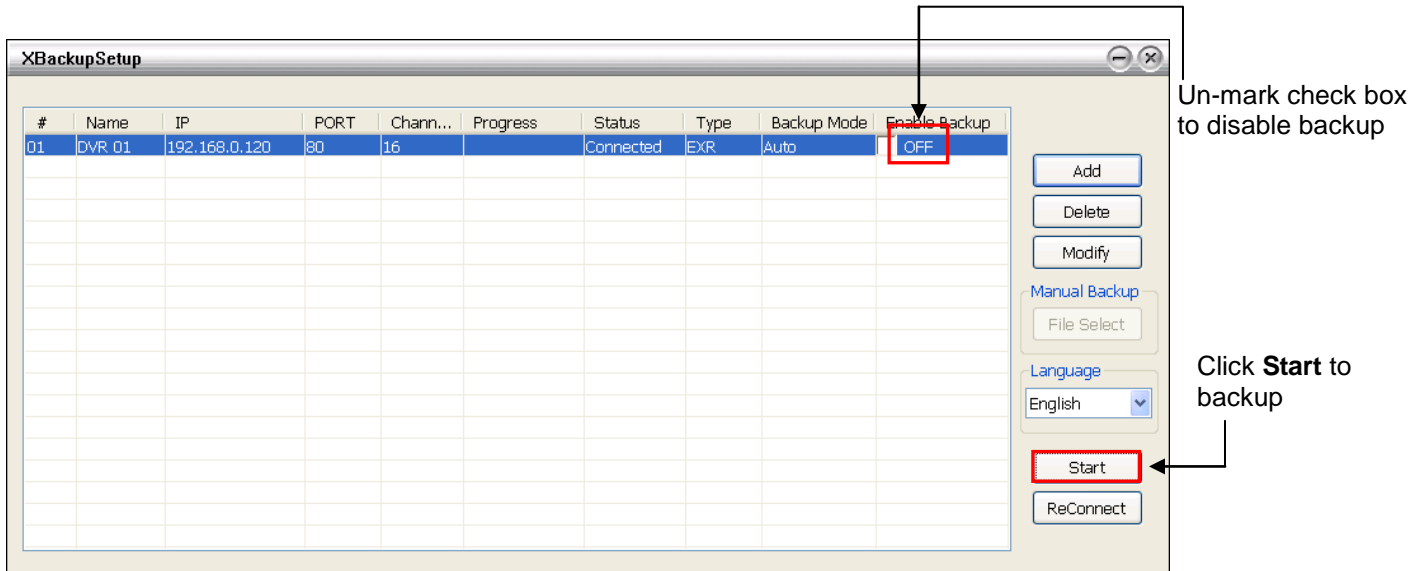 XBackupSetup
Un-mark check box
to disable backup
# Name IP PORT Chann... Progress Status Type Backup Mode Enable Backup
01 DVR 01 192.168.0.120 80 16 Connected EXR Auto OFF
Add
Delete
Modify
Manual Backup
File Select
Language
English
Click Start to
backup
Start
ReConnect